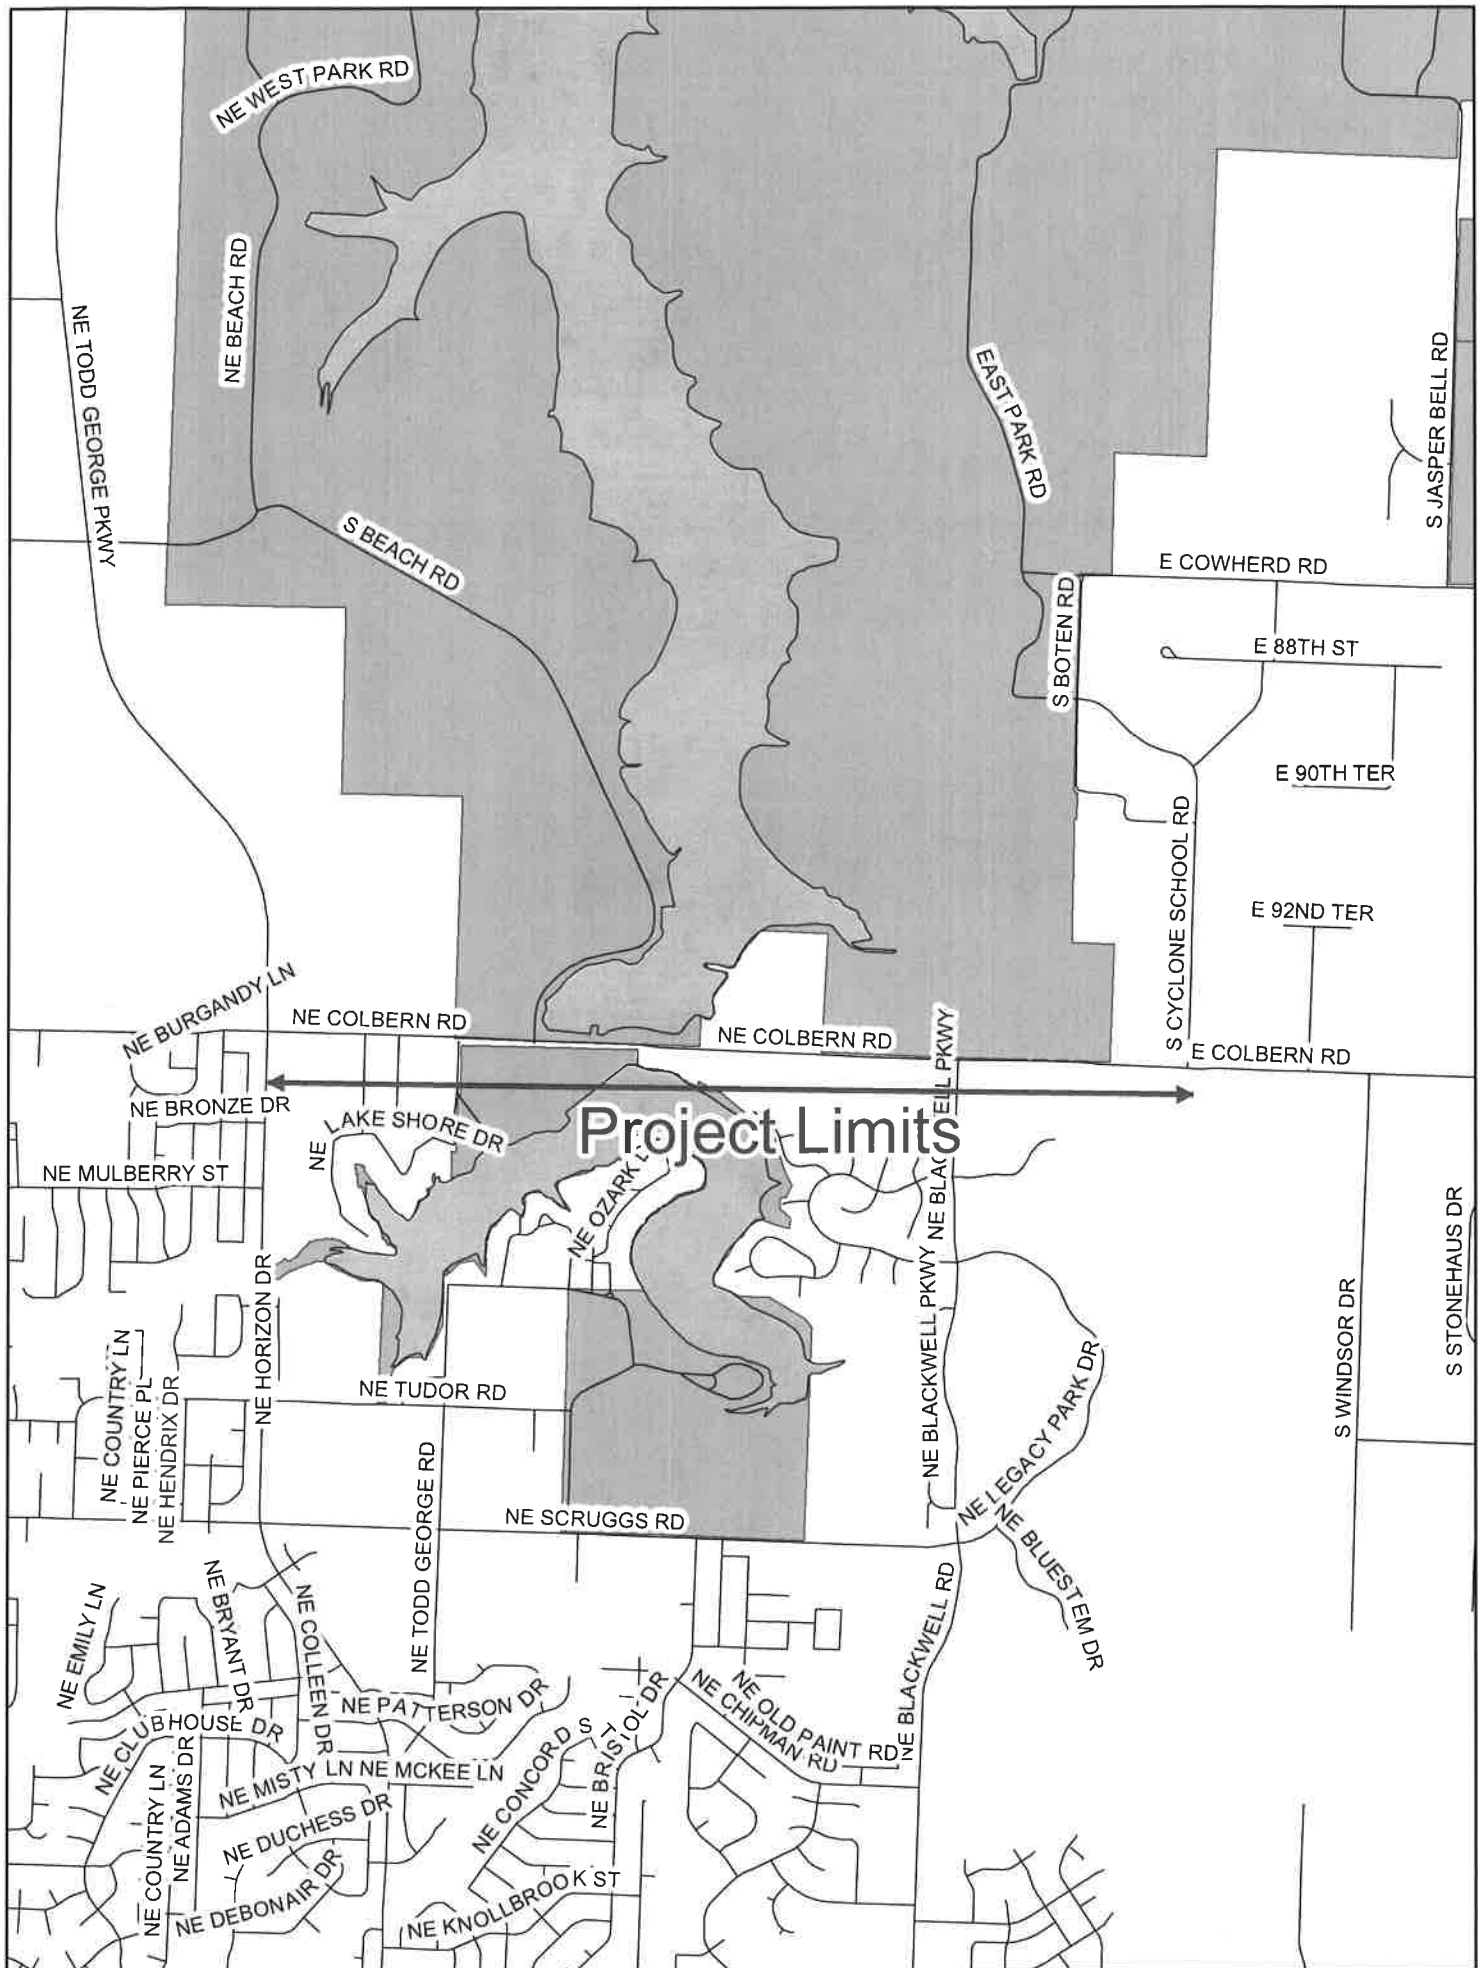 NE WEST PARK RD
NE BEACH RD
NE TODD GEORGE PKWY
EAST PARK RD
S JASPER BELL RD
S BEACH RD
E COWHERD RD
S BOTEN RD
E 88TH ST
E 90TH TER
S CYCLONE SCHOOL RD
E 92ND TER
NE BURGANDY LN
NE COLBERN RD
NE COLBERN RD
E COLBERN RD
NE BLACKWELL PKWY
NE BRONZE DR
NE LAKE SHORE DR
Project Limits
NE MULBERRY ST
NE OZARK
NE HORIZON DR
NE BLACKWELL PKWY
S WINDSOR DR
S STONEHAUS DR
NE COUNTRY LN
NE PIERCE PL
NE HENDRIX DR
NE TUDOR RD
NE LEGACY PARK DR
NE TODD GEORGE RD
NE SCRUGGS RD
NE BLUESTEM DR
NE EMILY LN
NE BRYANT DR
NE COLLEEN DR
NE BLACKWELL RD
NE PATTERSON DR
NE CLUBHOUSE DR
NE OLD PAINT RD
NE CHIPMAN RD
NE BRISTOL DR
NE CONCORD ST
NE MISTY LN
NE MCKEE LN
NE COUNTRY LN
NE ADAMS DR
NE DUCHESS DR
NE DEBONAIR DR
NE KNOLLBROOK ST